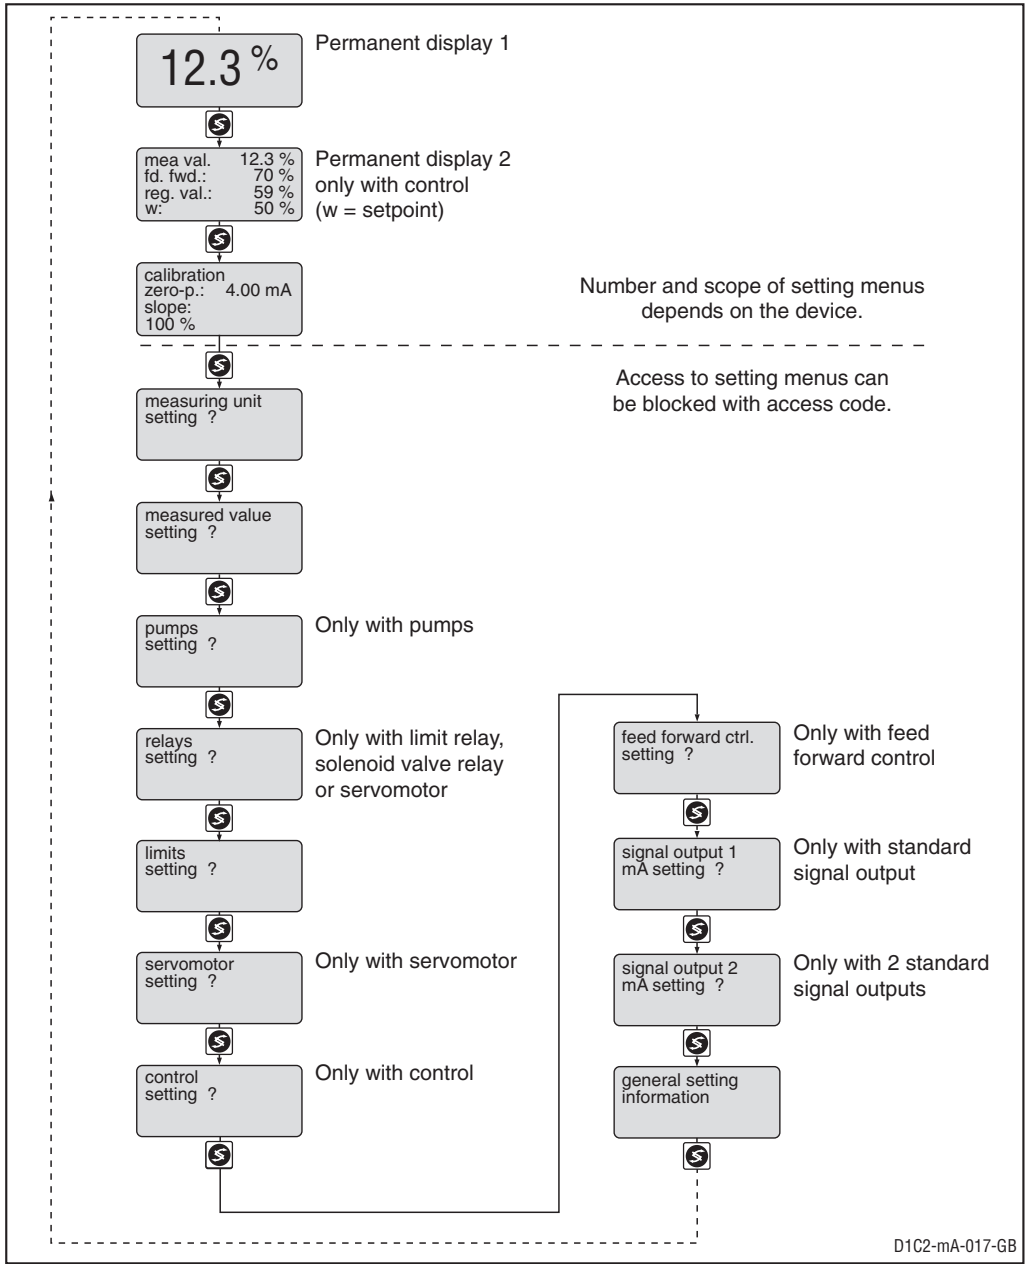 12.3 %
Permanent display 1
mea val. 12.3 %
fd. fwd.: 70 %
reg. val.: 59 %
w: 50 %
Permanent display 2
only with control
(w = setpoint)
calibration
zero-p.: 4.00 mA
slope:
100 %
Number and scope of setting menus
depends on the device.
Access to setting menus can
be blocked with access code.
measuring unit
setting ?
measured value
setting ?
pumps
setting ?
Only with pumps
relays
setting ?
Only with limit relay,
solenoid valve relay
or servomotor
limits
setting ?
servomotor
setting ?
Only with servomotor
control
setting ?
Only with control
feed forward ctrl.
setting ?
Only with feed
forward control
signal output 1
mA setting ?
Only with standard
signal output
signal output 2
mA setting ?
Only with 2 standard
signal outputs
general setting
information
D1C2-mA-017-GB